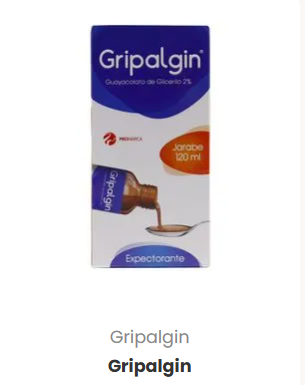 Gripalgin®
Guayacolato de Glicerilo 2%
Jarabe
120 ml
Gripalgin
Expectorante
Gripalgin
Gripalgin